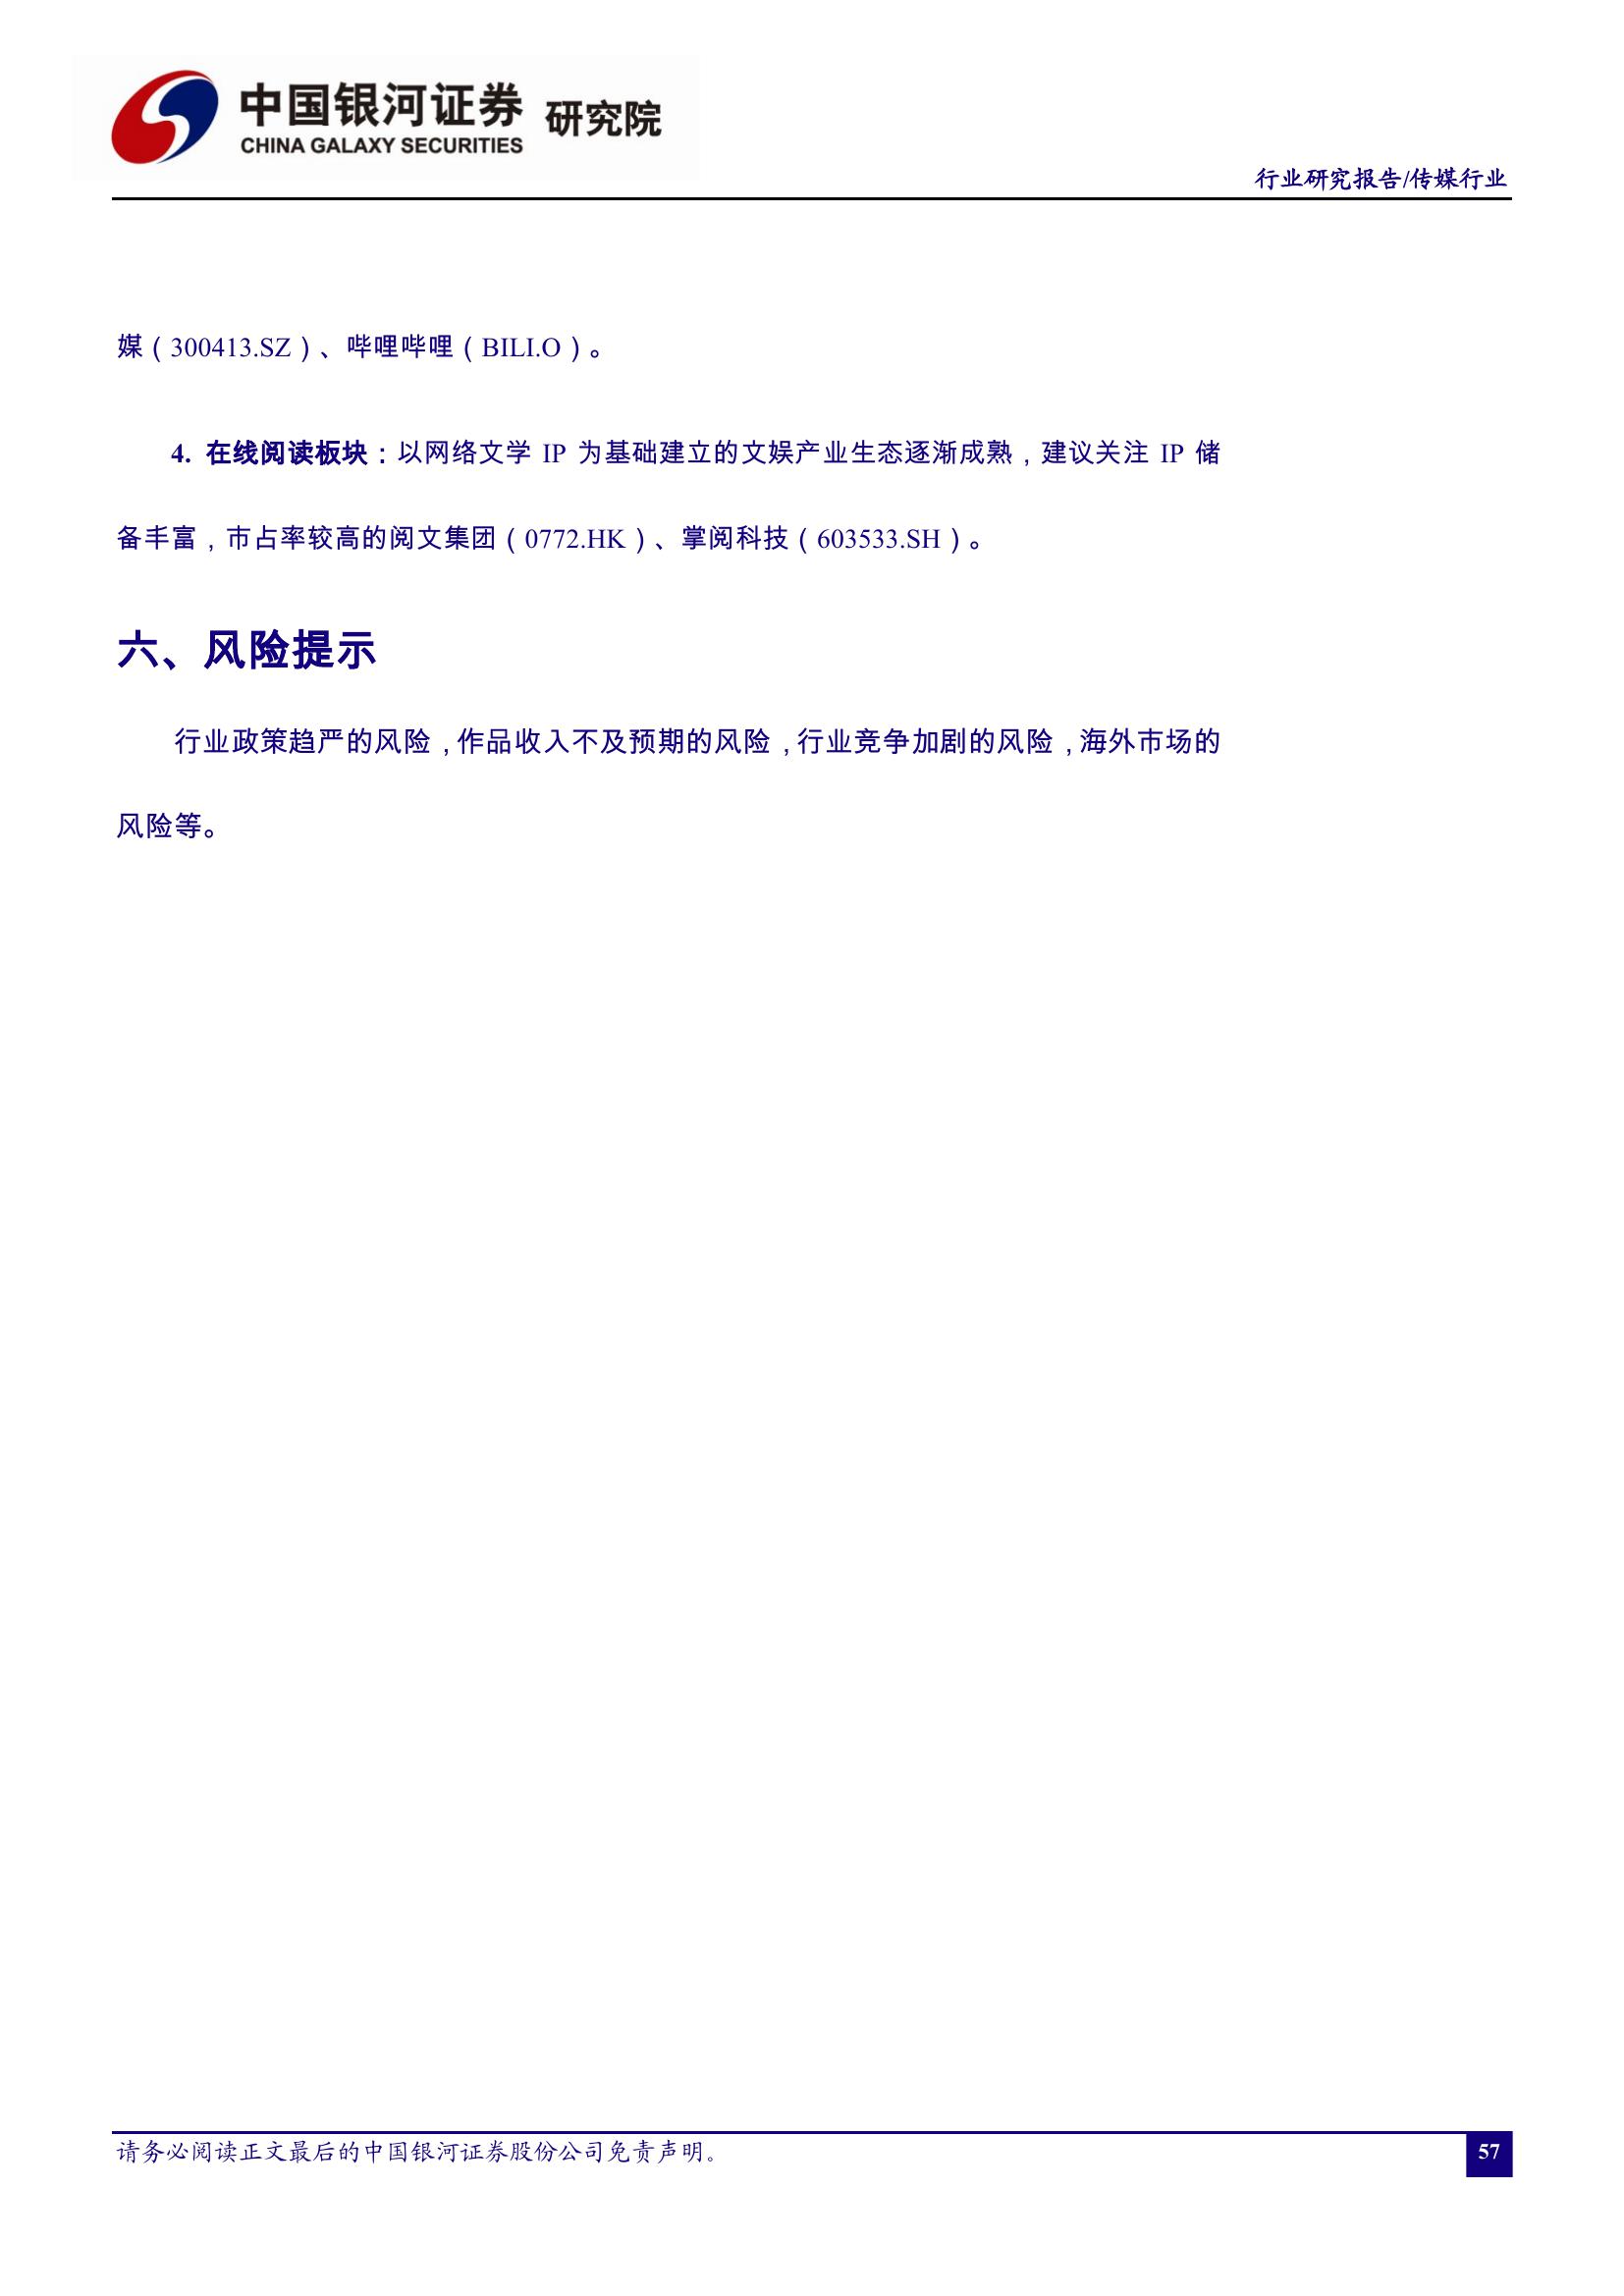 中国银河证券 研究院
CHINA GALAXY SECURITIES
行业研究报告/传媒行业
媒（300413.SZ）、哔哩哔哩（BILI.O）。
4. 在线阅读板块：以网络文学 IP 为基础建立的文娱产业生态逐渐成熟，建议关注 IP 储
备丰富，市占率较高的阅文集团（0772.HK）、掌阅科技（603533.SH）。
六、风险提示
行业政策趋严的风险，作品收入不及预期的风险，行业竞争加剧的风险，海外市场的
风险等。
请务必阅读正文最后的中国银河证券股份公司免责声明。
57